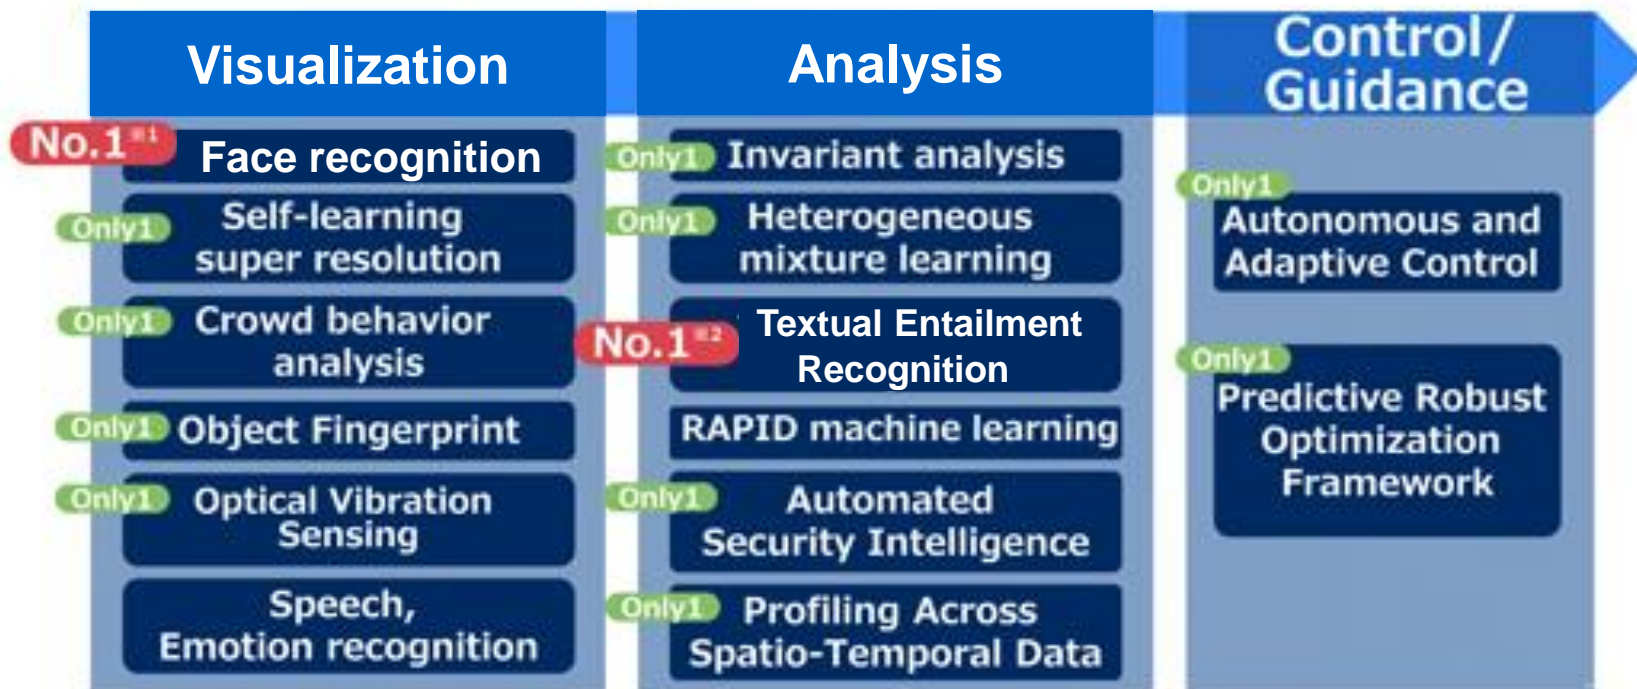 Visualization
No.1※1
Face recognition
Only1
Self-learning
super resolution
Only1
Crowd behavior
analysis
Only1
Object Fingerprint
Only1
Optical Vibration
Sensing
Speech,
Emotion recognition
Analysis
Only1
Invariant analysis
Only1
Heterogeneous
mixture learning
No.1※2
Textual Entailment
Recognition
RAPID machine learning
Only1
Automated
Security Intelligence
Only1
Profiling Across
Spatio-Temporal Data
Control/
Guidance
Only1
Autonomous and
Adaptive Control
Only1
Predictive Robust
Optimization
Framework